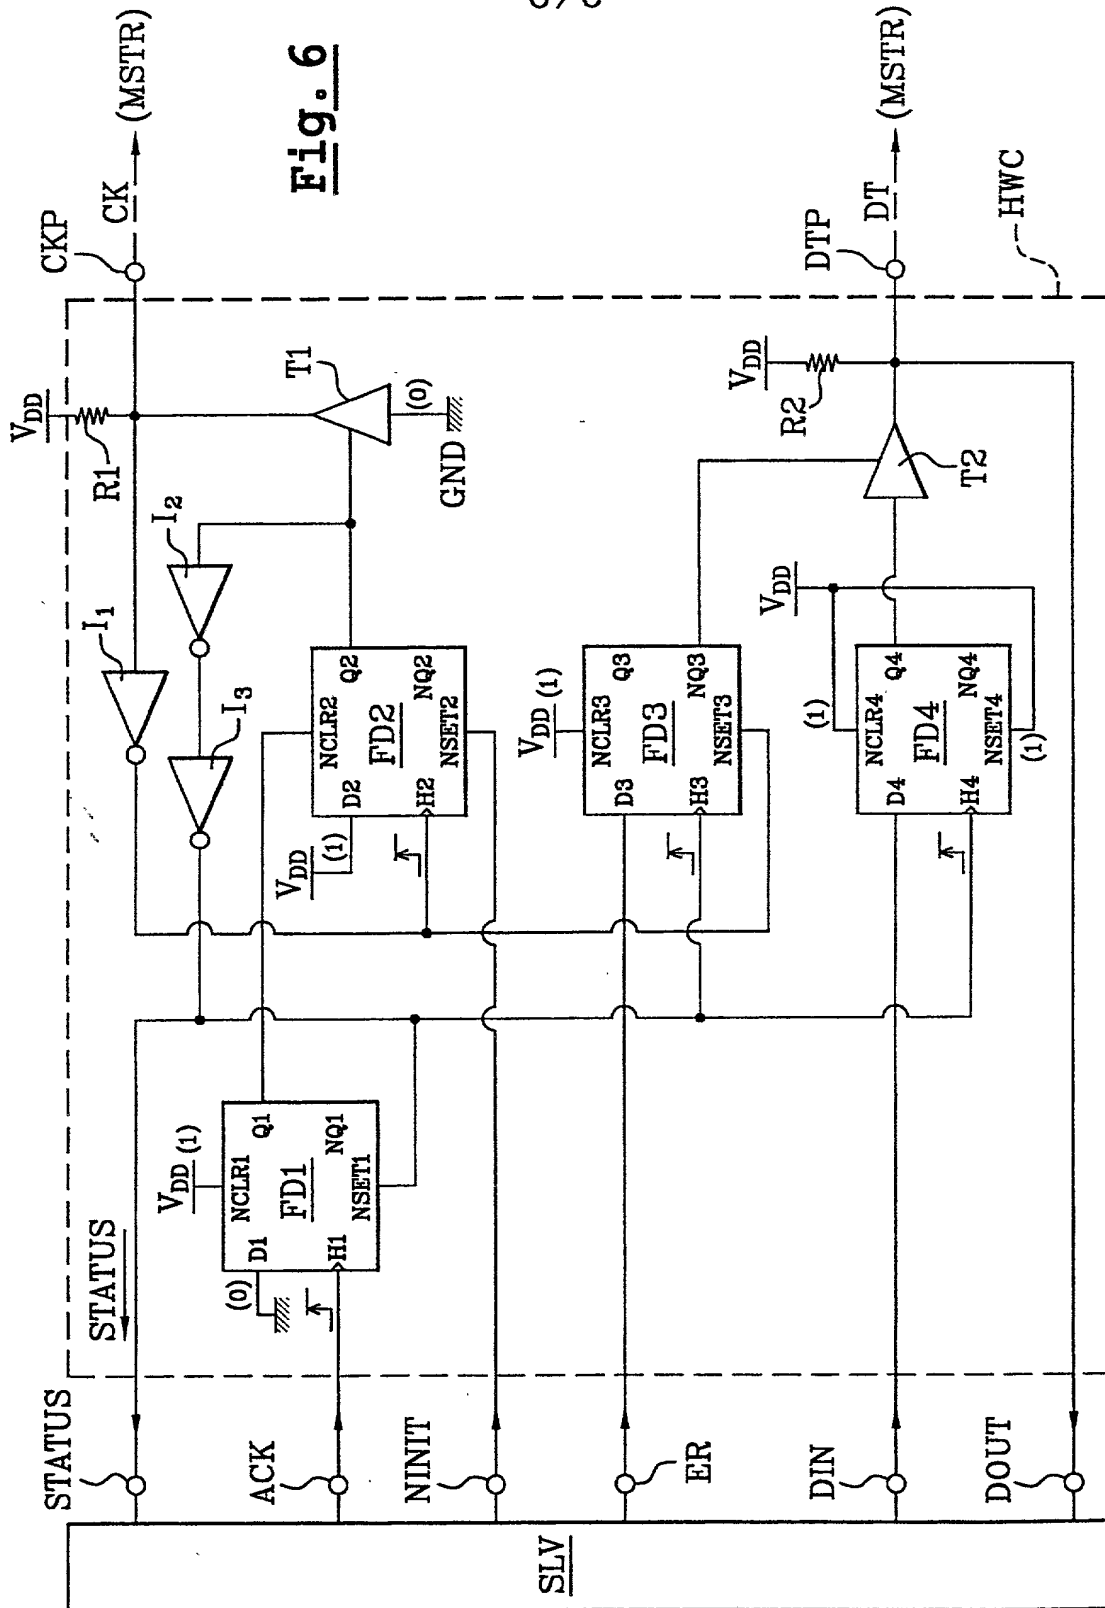 Fig. 6
STATUS
STATUS
ACK
NINIT
ER
DIN
DOUT
SLV
VDD (1)
(0)
D1
NCLR1
Q1
FD1
H1
NSET1
NQ1
VDD
(1)
D2
NCLR2
Q2
FD2
H2
NSET2
NQ2
VDD (1)
D3
NCLR3
Q3
FD3
H3
NSET3
NQ3
VDD
(1)
D4
NCLR4
Q4
FD4
H4
NSET4
NQ4
(1)
I1
I2
I3
VDD
R1
T1
(0)
GND
VDD
R2
T2
CKP
CK
(MSTR)
DTP
DT
(MSTR)
HWC